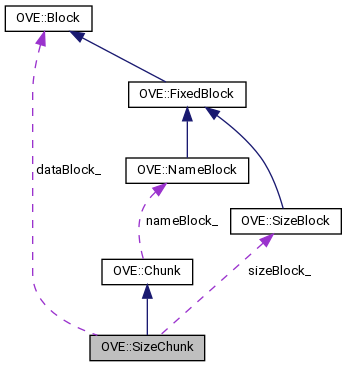 OVE::Block
OVE::FixedBlock
dataBlock_
OVE::NameBlock
nameBlock_
OVE::SizeBlock
OVE::Chunk
sizeBlock_
OVE::SizeChunk